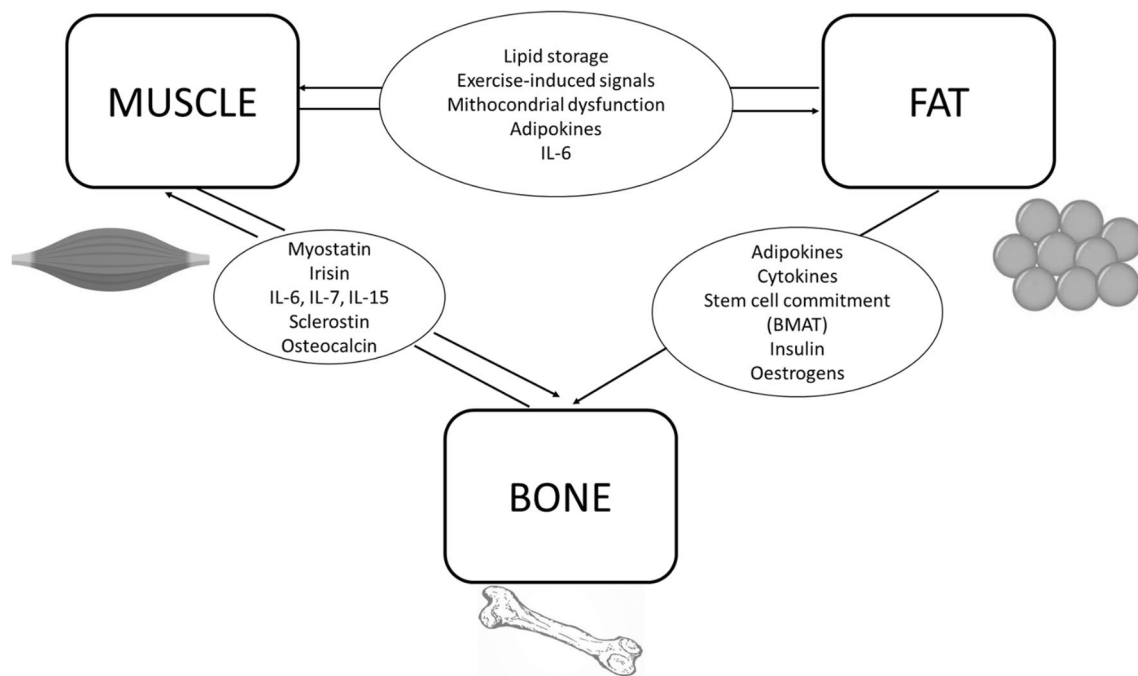 MUSCLE
Lipid storage
Exercise-induced signals
Mithocondrial dysfunction
Adipokines
IL-6
FAT
Myostatin
Irisin
IL-6, IL-7, IL-15
Sclerostin
Osteocalcin
Adipokines
Cytokines
Stem cell commitment
(BMAT)
Insulin
Oestrogens
BONE